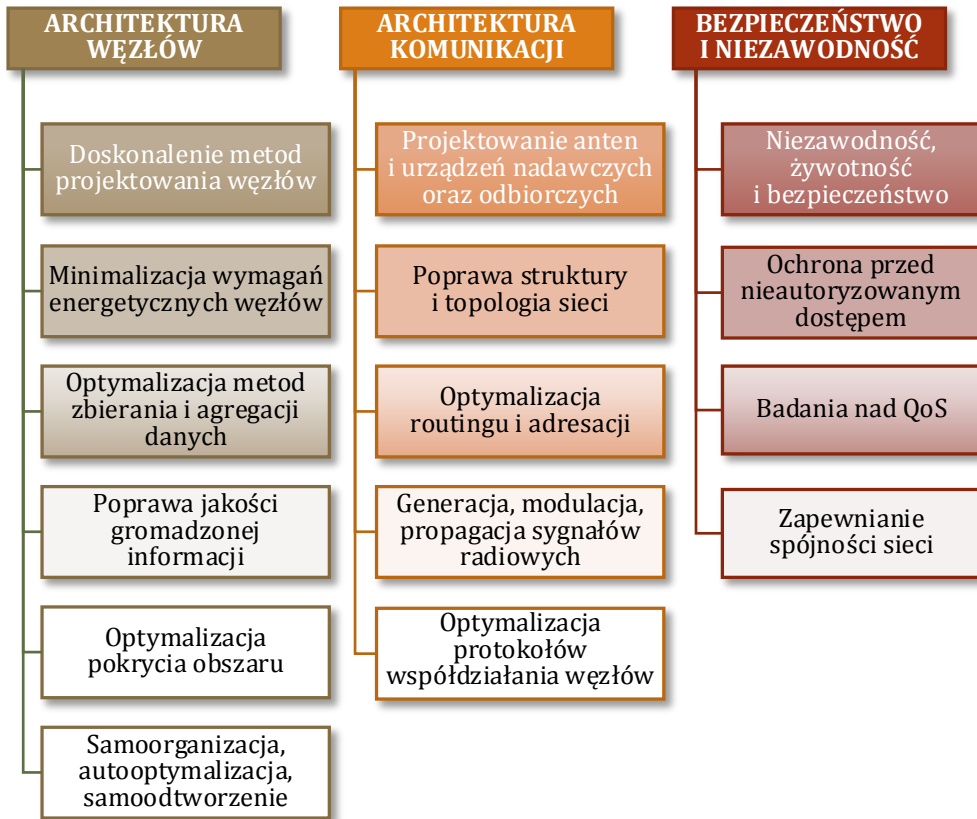 ARCHITEKTURA
WĘZŁÓW
Doskonalenie metod
projektowania węzłów
Minimalizacja wymagań
energetycznych węzłów
Optymalizacja metod
zbierania i agregacji
danych
Poprawa jakości
gromadzonej
informacji
Optymalizacja
pokrycia obszaru
Samoorganizacja,
autooptymalizacja,
samoodtworzenie
ARCHITEKTURA
KOMUNIKACJI
Projektowanie anten
i urządzeń nadawczych
oraz odbiorczych
Poprawa struktury
i topologia sieci
Optymalizacja
routingu i adresacji
Generacja, modulacja,
propagacja sygnałów
radiowych
Optymalizacja
protokołów
współdziałania węzłów
BEZPIECZEŃSTWO
I NIEZAWODNOŚĆ
Niezawodność,
żywotność
i bezpieczeństwo
Ochrona przed
nieautoryzowanym
dostępem
Badania nad QoS
Zapewnianie
spójności sieci